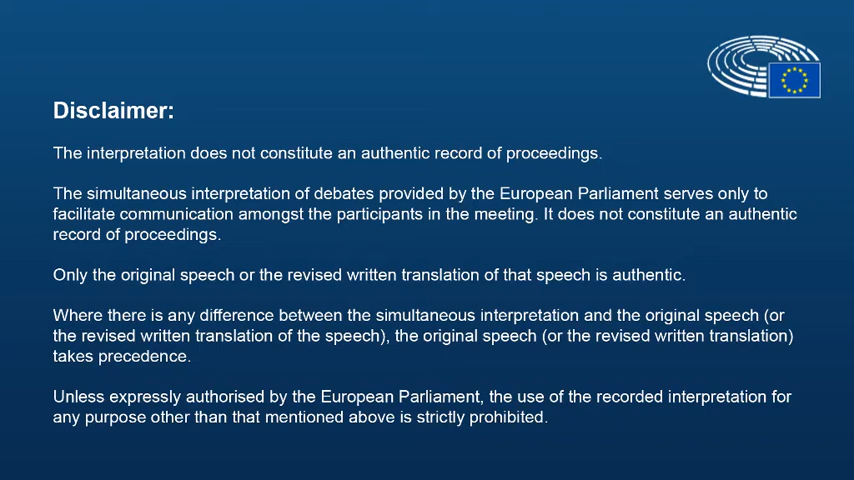 Disclaimer:
The interpretation does not constitute an authentic record of proceedings.
The simultaneous interpretation of debates provided by the European Parliament serves only to
facilitate communication amongst the participants in the meeting. It does not constitute an authentic
record of proceedings.
Only the original speech or the revised written translation of that speech is authentic.
Where there is any difference between the simultaneous interpretation and the original speech (or
the revised written translation of the speech), the original speech (or the revised written translation)
takes precedence.
Unless expressly authorised by the European Parliament, the use of the recorded interpretation for
any purpose other than that mentioned above is strictly prohibited.